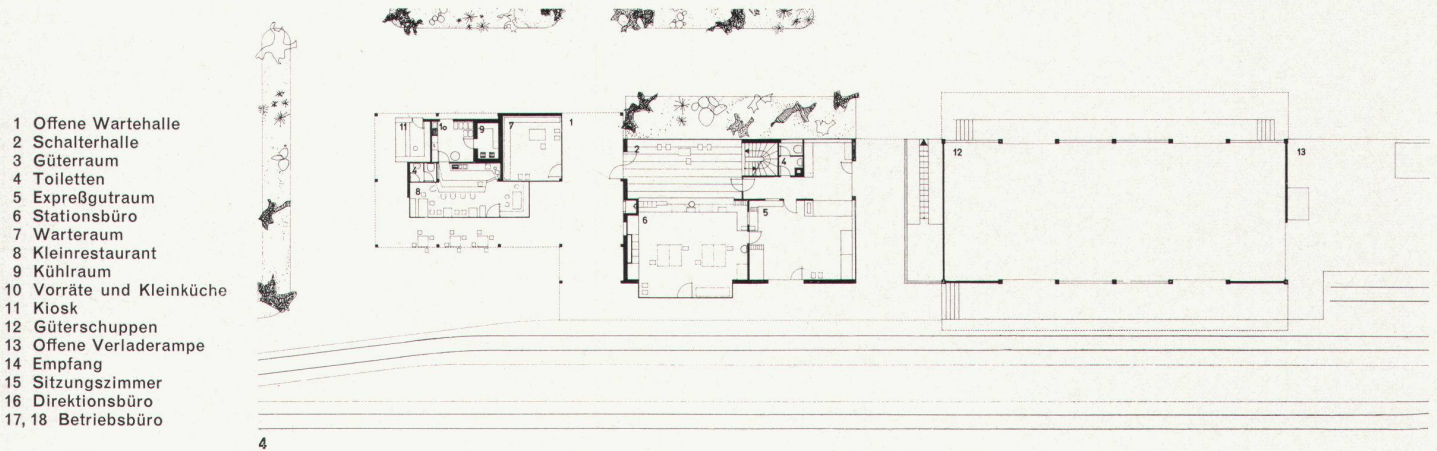 1 Offene Wartehalle
2 Schalterhalle
3 Güterraum
4 Toiletten
5 Expreßgutraum
6 Stationsbüro
7 Warteraum
8 Kleinrestaurant
9 Kühlraum
10 Vorräte und Kleinküche
11 Kiosk
12 Güterschuppen
13 Offene Verladerampe
14 Empfang
15 Sitzungszimmer
16 Direktionsbüro
17, 18 Betriebsbüro
11
10
9
7
1
4
8
2
4
6
5
12
13
4